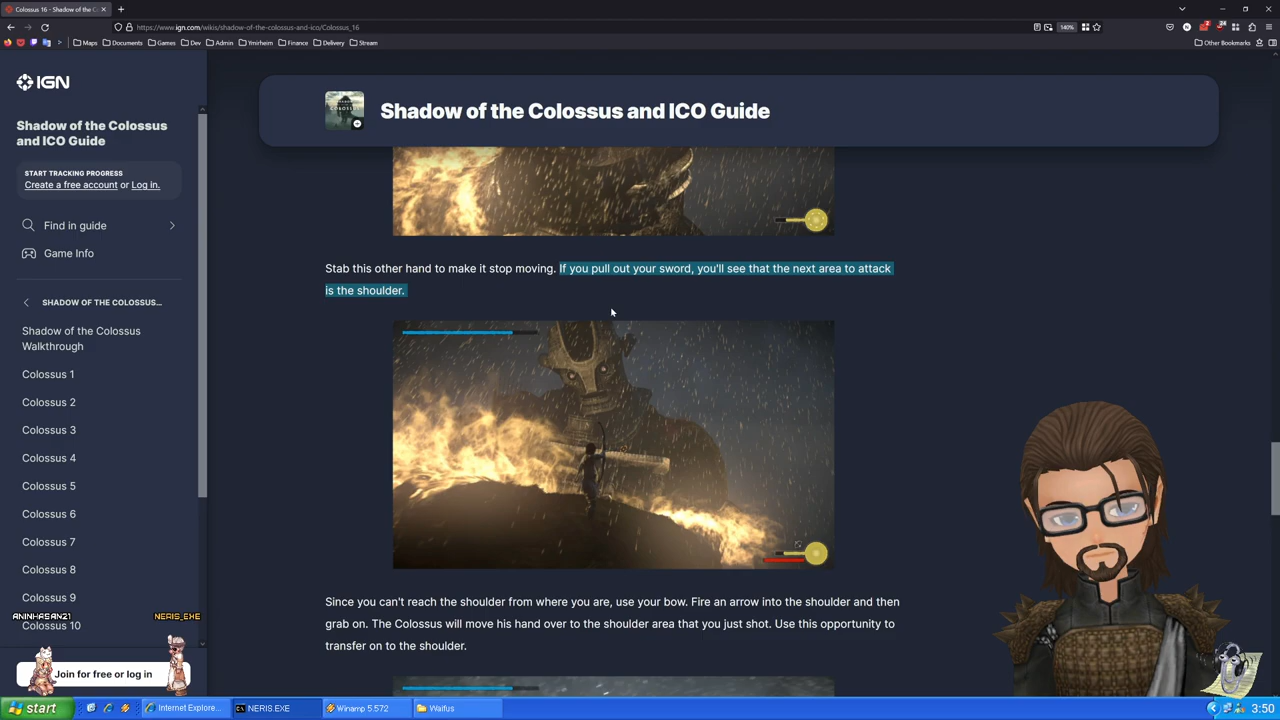 Colossus 16 - Shadow of the C
https://www.ign.com/wikis/shadow-of-the-colossus-and-ico/Colossus_16
140%
Maps
Documents
Games
Dev
Admin
Ymirheim
Finance
Delivery
Stream
Other Bookmarks
IGN
Shadow of the Colossus
and ICO Guide
START TRACKING PROGRESS
Create a free account or Log in.
Find in guide
Game Info
SHADOW OF THE COLOSSUS...
Shadow of the Colossus
Walkthrough
Colossus 1
Colossus 2
Colossus 3
Colossus 4
Colossus 5
Colossus 6
Colossus 7
Colossus 8
Colossus 9
Colossus 10
ANINHASAN21
NERIS_EXE
Join for free or log in
Shadow of the Colossus and ICO Guide
Stab this other hand to make it stop moving. If you pull out your sword, you'll see that the next area to attack
is the shoulder.
Since you can't reach the shoulder from where you are, use your bow. Fire an arrow into the shoulder and then
grab on. The Colossus will move his hand over to the shoulder area that you just shot. Use this opportunity to
transfer on to the shoulder.
start
Internet Explore...
NERIS.EXE
Winamp 5.572
Waifus
3:50